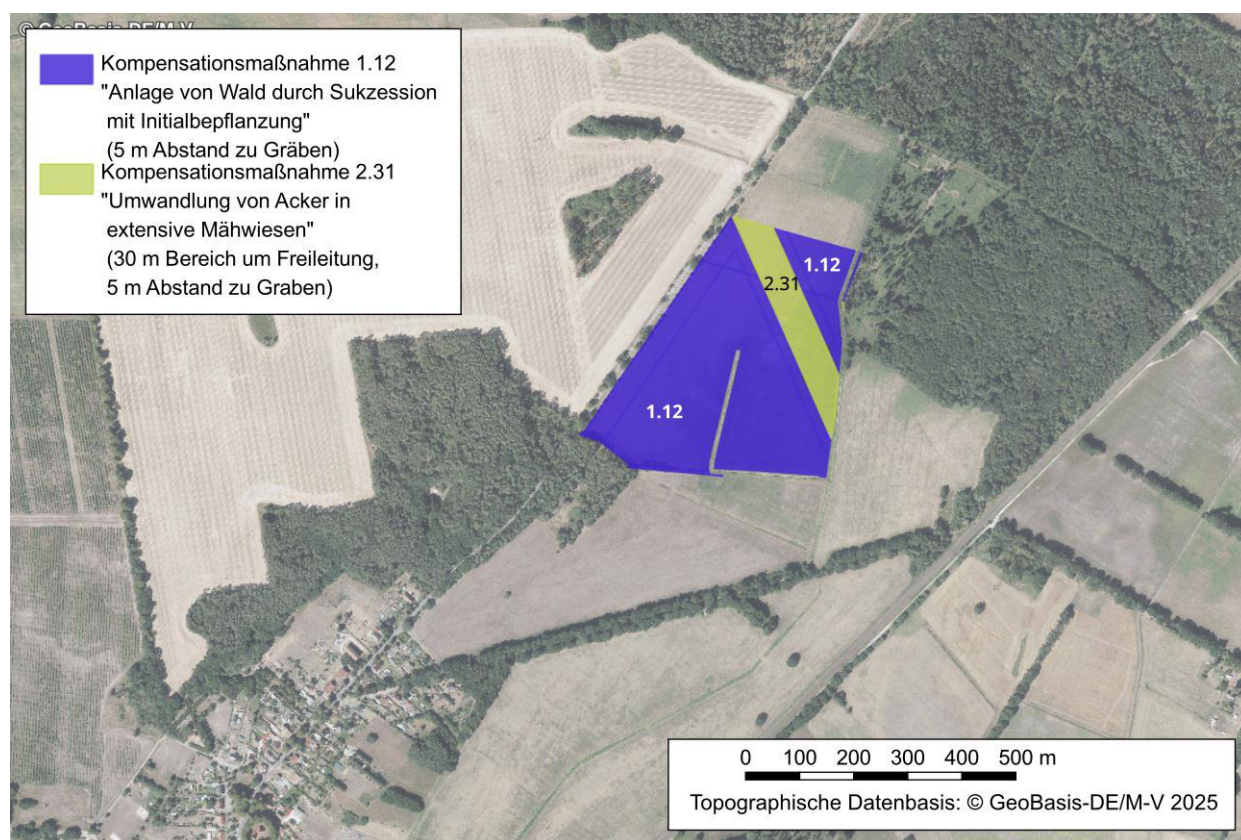 © GeoBasis-DE/M-V
Kompensationsmaßnahme 1.12
"Anlage von Wald durch Sukzession
mit Initialbepflanzung"
(5 m Abstand zu Gräben)
Kompensationsmaßnahme 2.31
"Umwandlung von Acker in
extensive Mähwiesen"
(30 m Bereich um Freileitung,
5 m Abstand zu Graben)
1.12
2.31
1.12
0 100 200 300 400 500 m
Topographische Datenbasis: © GeoBasis-DE/M-V 2025